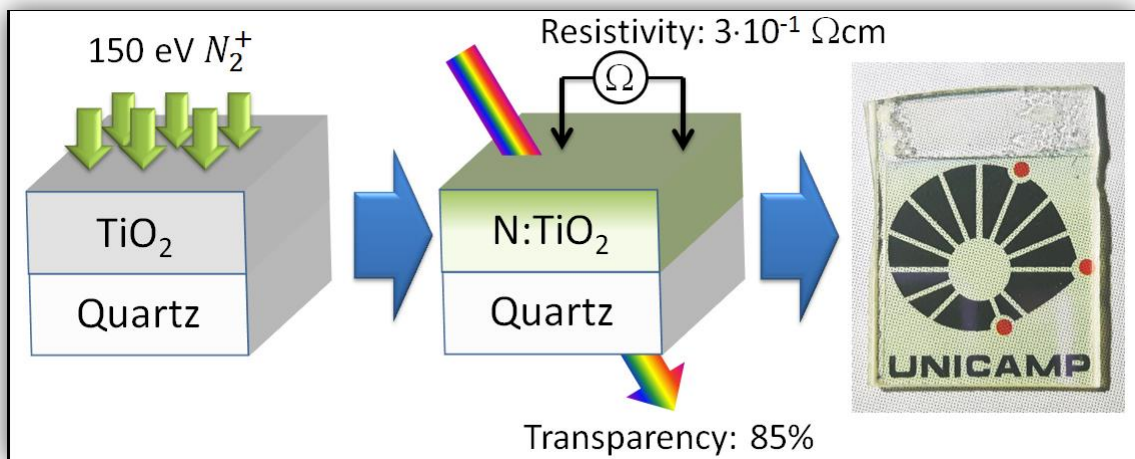 150 eV N₂⁺
TiO₂
Quartz
Resistivity: 3·10⁻¹ Ωcm
Ω
N:TiO₂
Quartz
Transparency: 85%
UNICAMP